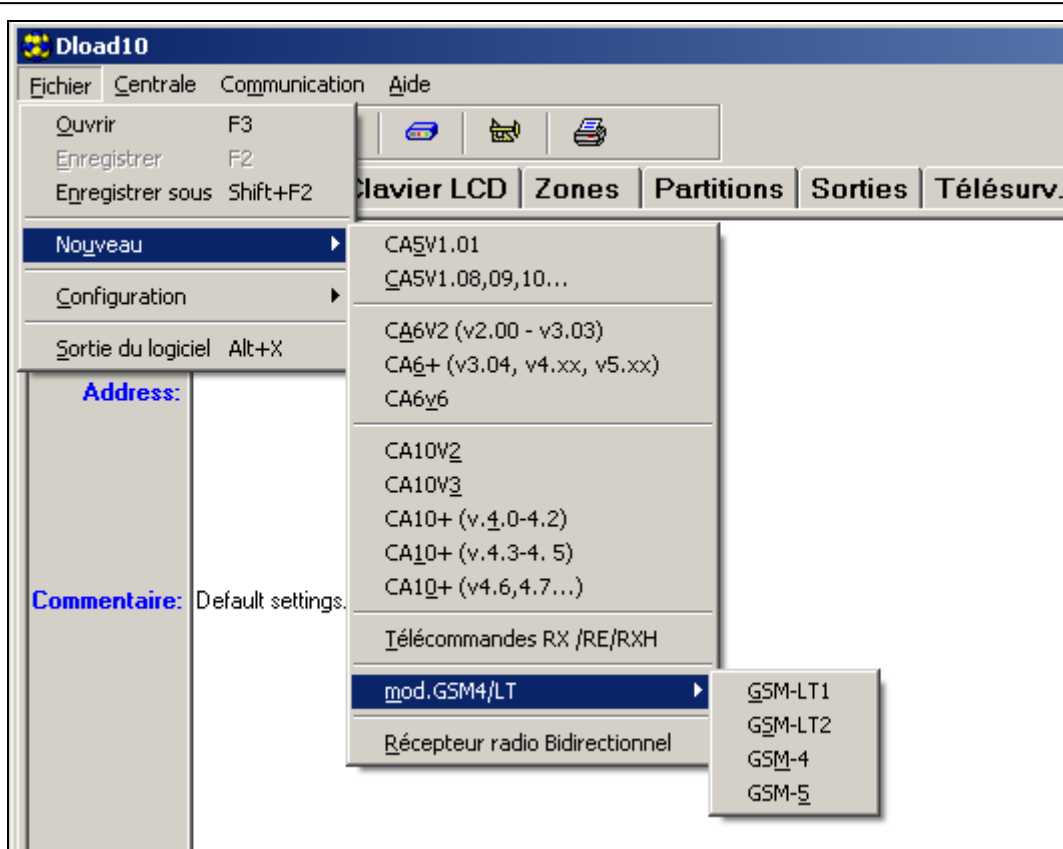 Dload10
Fichier Centrale Communication Aide
Ouvrir F3
Enregistrer F2
Enregistrer sous Shift+F2
Nouveau
Configuration
Sortie du logiciel Alt+X
Clavier LCD Zones Partitions Sorties Télésurv.
CA5V1.01
CA5V1.08,09,10...
CA6V2 (v2.00 - v3.03)
CA6+ (v3.04, v4.xx, v5.xx)
CA6v6
CA10V2
CA10V3
CA10+ (v.4.0-4.2)
CA10+ (v.4.3-4. 5)
CA10+ (v4.6,4.7...)
Télécommandes RX /RE/RXH
mod.GSM4/LT
Récepteur radio Bidirectionnel
GSM-LT1
GSM-LT2
GSM-4
GSM-5
Address:
Commentaire: Default settings.